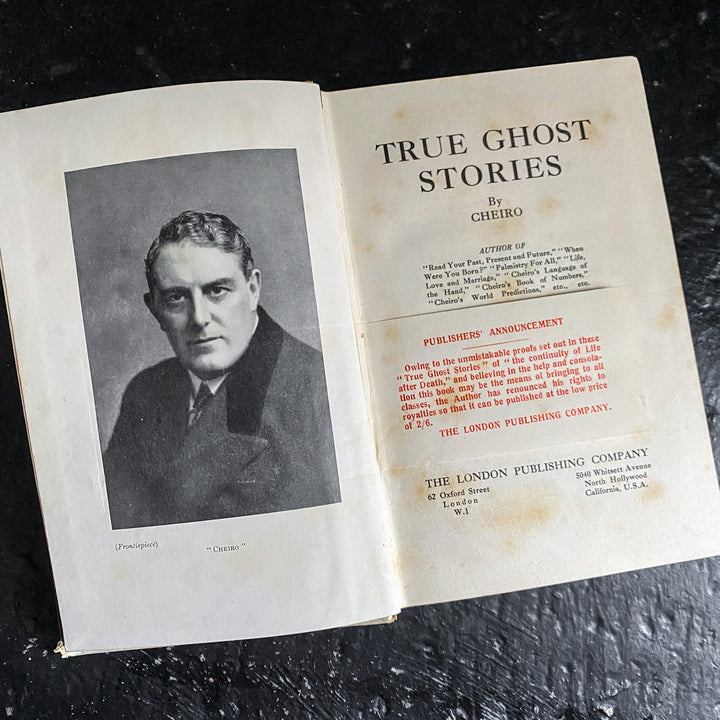 (Frontispiece)
"CHEIRO"
TRUE GHOST
STORIES
By
CHEIRO
AUTHOR OF
"Read Your Past, Present and Future," "When
Were You Born?" "Palmistry For All," "Life,
Love and Marriage," "Cheiro's Language of
the Hand," "Cheiro's Book of Numbers,"
"Cheiro's World Predictions," etc., etc.
PUBLISHERS' ANNOUNCEMENT
Owing to the unmistakable proofs set out in these
"True Ghost Stories" of "the continuity of Life
after Death," and believing in the help and consola-
tion this book may be the means of bringing to all
classes, the Author has renounced his rights to
royalties so that it can be published at the low price
of 2/6.
THE LONDON PUBLISHING COMPANY.
THE LONDON PUBLISHING COMPANY
62 Oxford Street
London
W.1
5040 Whitsett Avenue
North Hollywood
California, U.S.A.